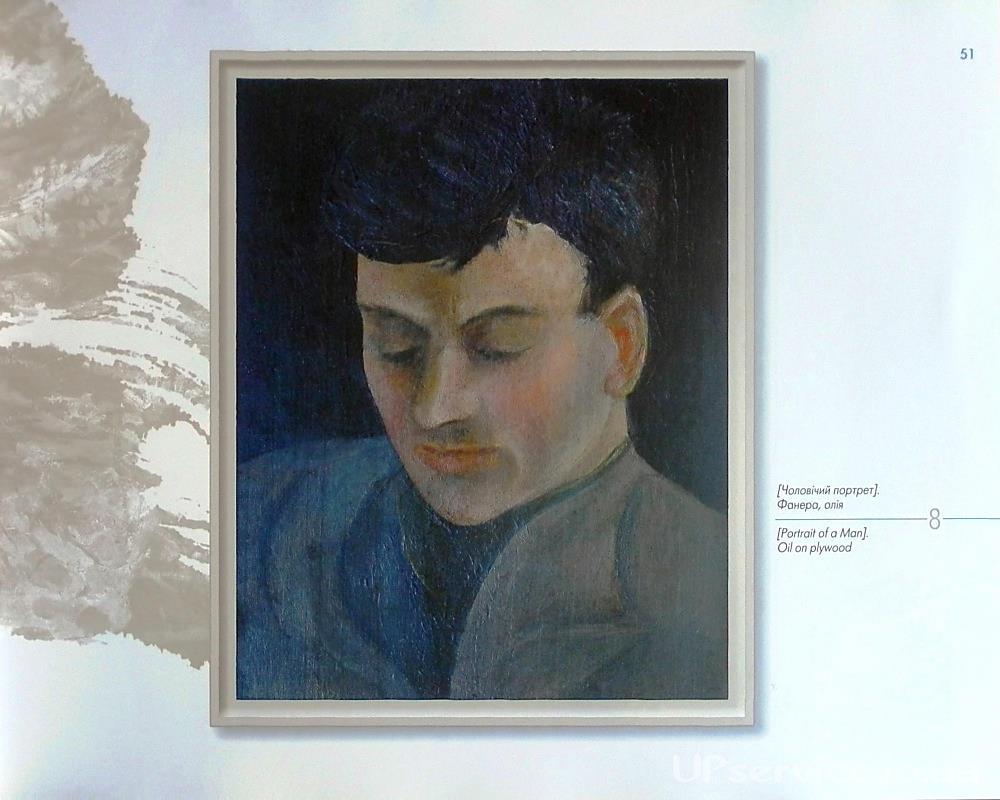 51
[Чоловічий портрет].
Фанера, олія
8
[Portrait of a Man].
Oil on plywood